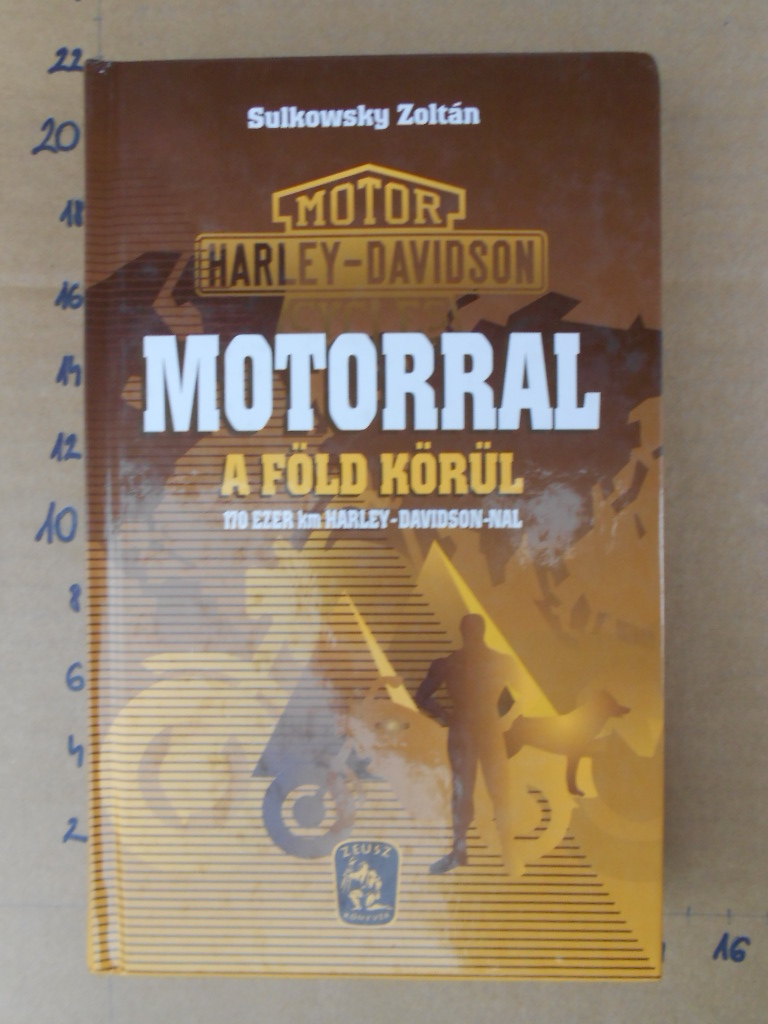 Sulkowsky Zoltán
MOTOR
HARLEY-DAVIDSON
MOTORRAL
A FÖLD KÖRÜL
170 EZER km HARLEY-DAVIDSON-NAL
ZEUSZ
KÖNYVEK
22
20
18
16
14
12
10
8
6
4
2
16